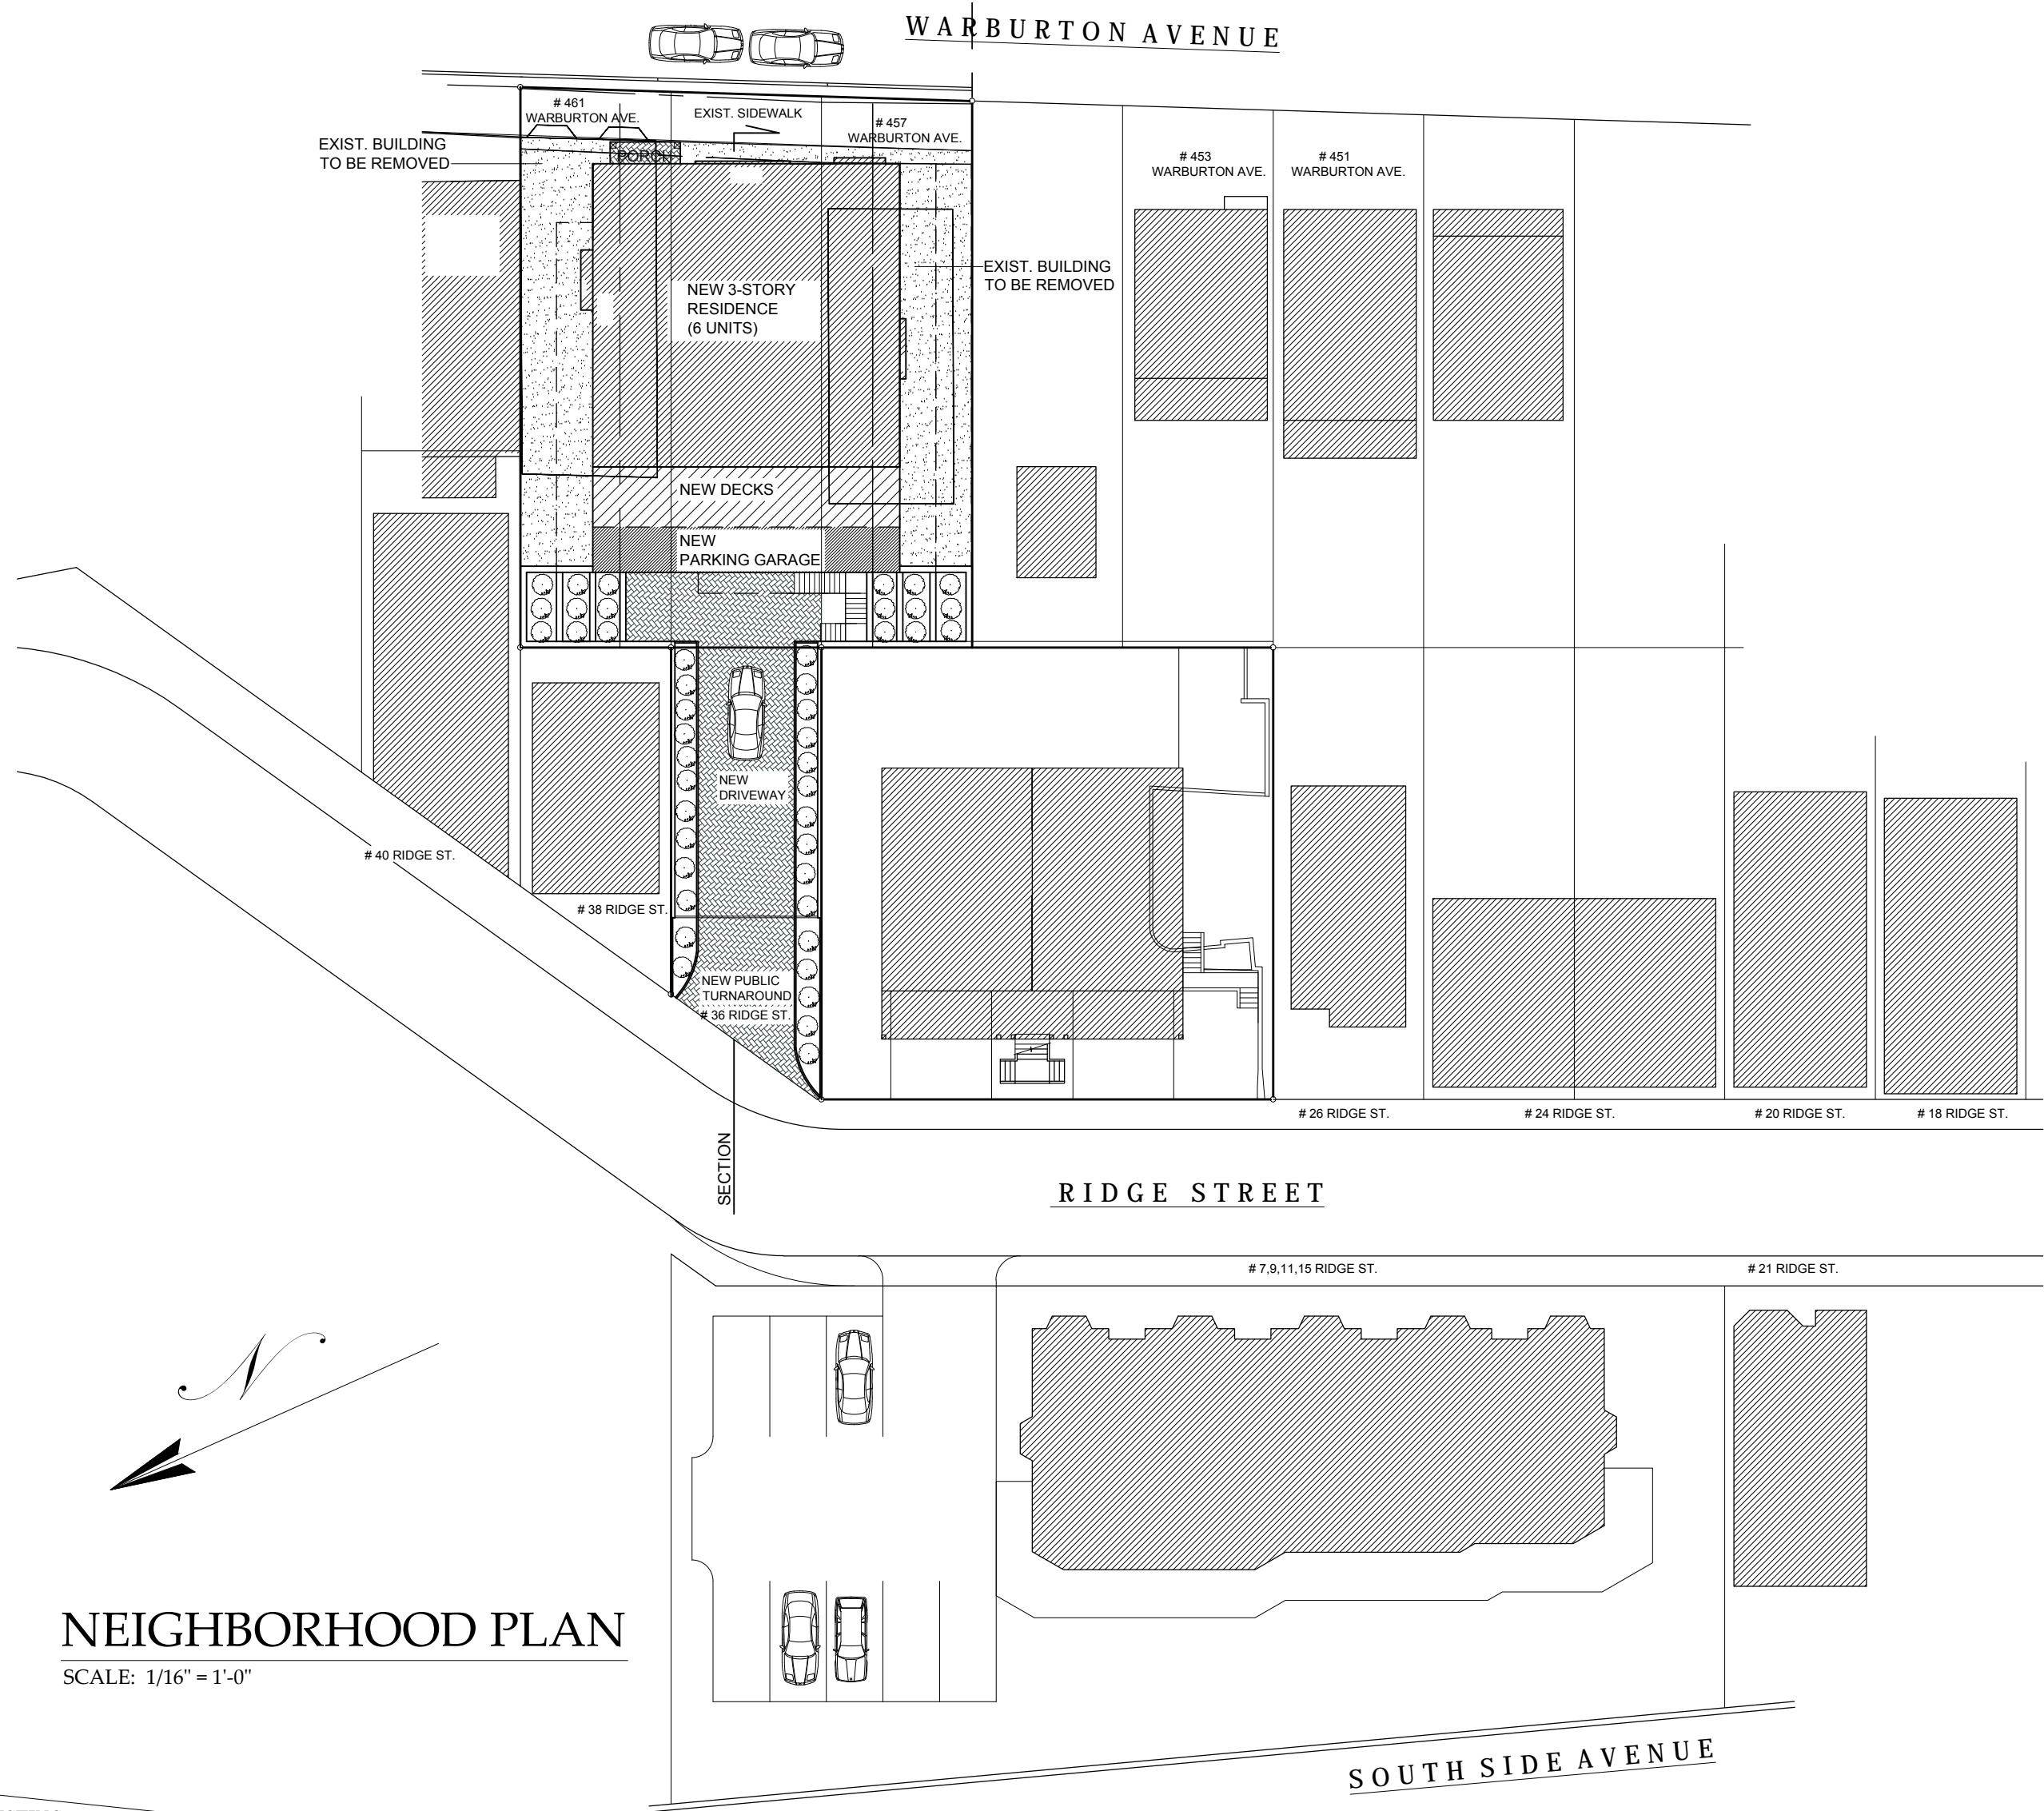 WARBURTON AVENUE
# 461
WARBURTON AVE.
EXIST. SIDEWALK
# 457
WARBURTON AVE.
EXIST. BUILDING
TO BE REMOVED
PORCH
# 453
WARBURTON AVE.
# 451
WARBURTON AVE.
EXIST. BUILDING
TO BE REMOVED
NEW 3-STORY
RESIDENCE
(6 UNITS)
NEW DECKS
NEW
PARKING GARAGE
NEW
DRIVEWAY
# 40 RIDGE ST.
# 38 RIDGE ST.
NEW PUBLIC
TURNAROUND
# 36 RIDGE ST.
# 26 RIDGE ST.
# 24 RIDGE ST.
# 20 RIDGE ST.
# 18 RIDGE ST.
SECTION
RIDGE STREET
# 7,9,11,15 RIDGE ST.
# 21 RIDGE ST.
N
NEIGHBORHOOD PLAN
SCALE: 1/16" = 1'-0"
SOUTH SIDE AVENUE